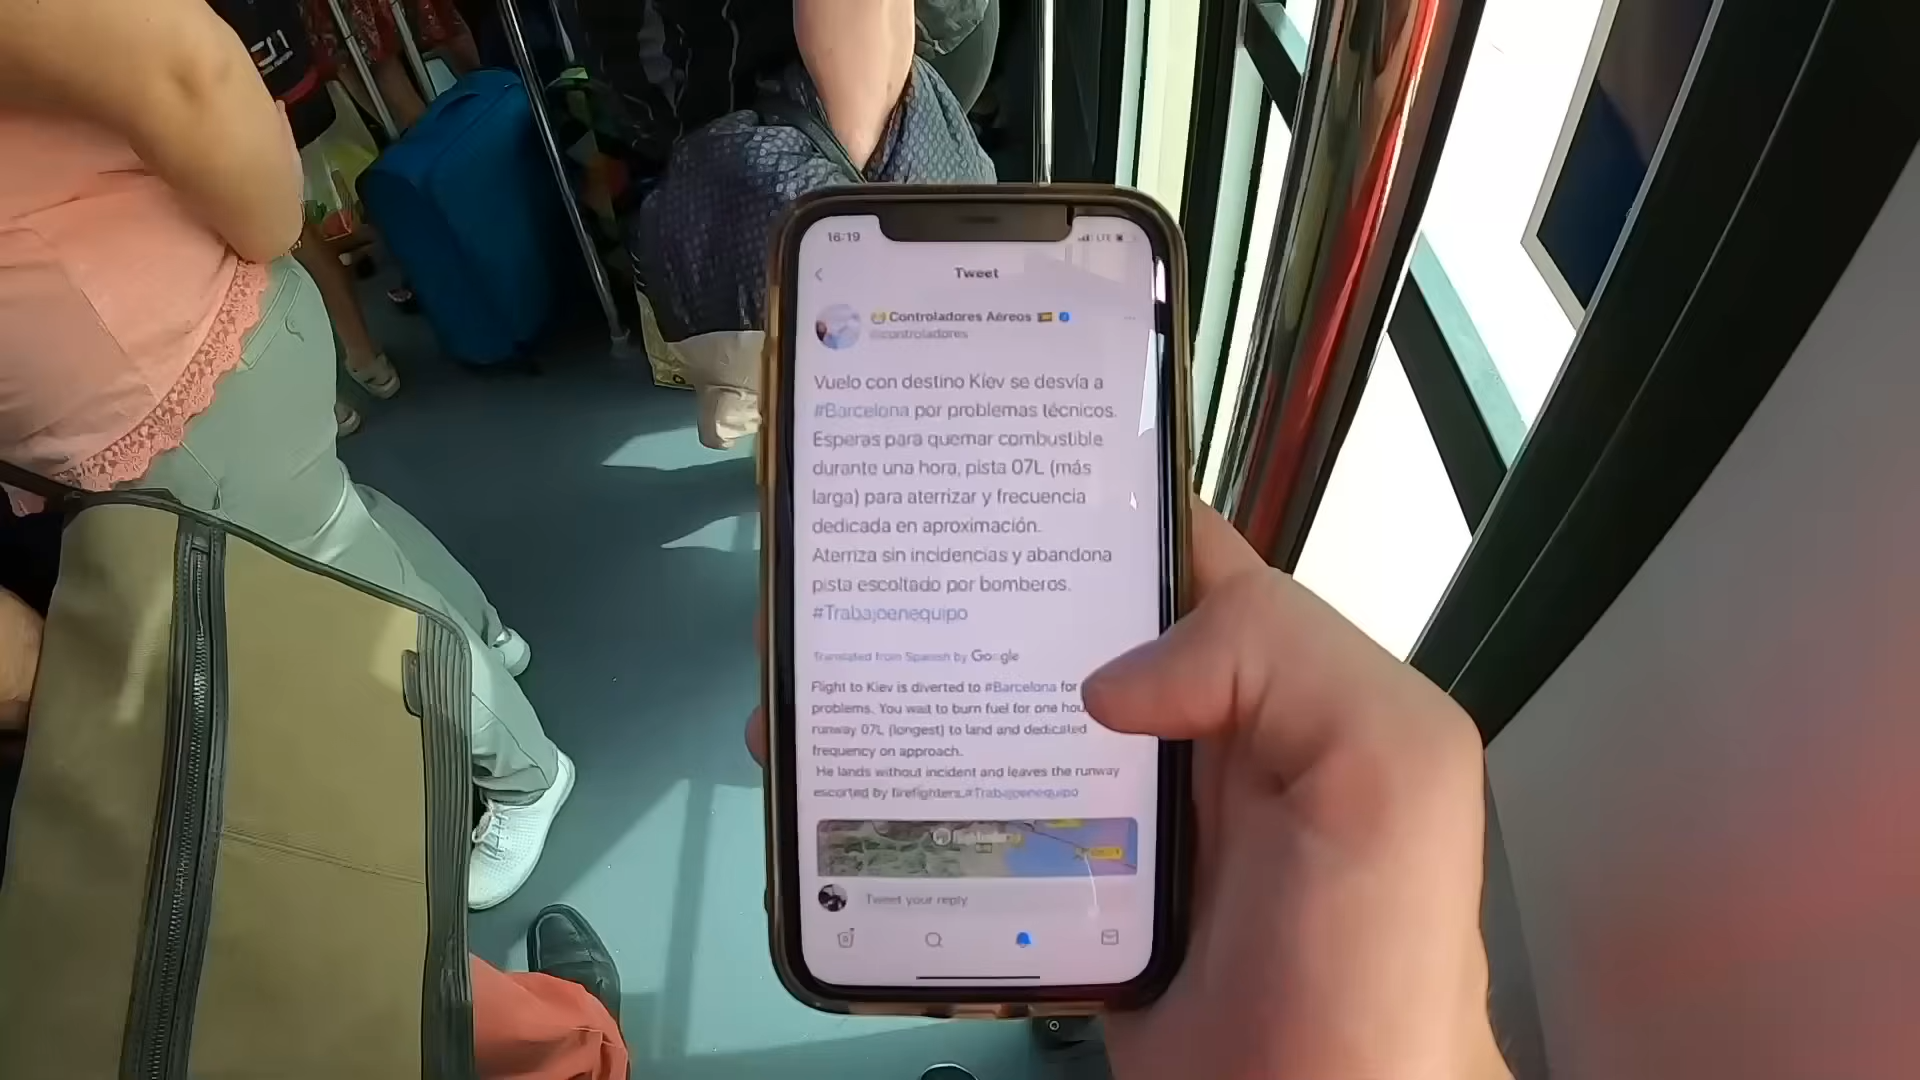 16:19
LTE
Tweet
Controladores Aéreos
@controladores
Vuelo con destino Kiev se desvía a
#Barcelona por problemas técnicos.
Esperas para quemar combustible
durante una hora, pista 07L (más
larga) para aterrizar y frecuencia
dedicada en aproximación.
Aterriza sin incidencias y abandona
pista escoltado por bomberos.
#Trabajoenequipo
Translated from Spanish by Google
Flight to Kiev is diverted to #Barcelona for
problems. You wait to burn fuel for one hou
runway 07L (longest) to land and dedicated
frequency on approach.
He lands without incident and leaves the runway
escorted by firefighters.#Trabajoenequipo
Tweet your reply